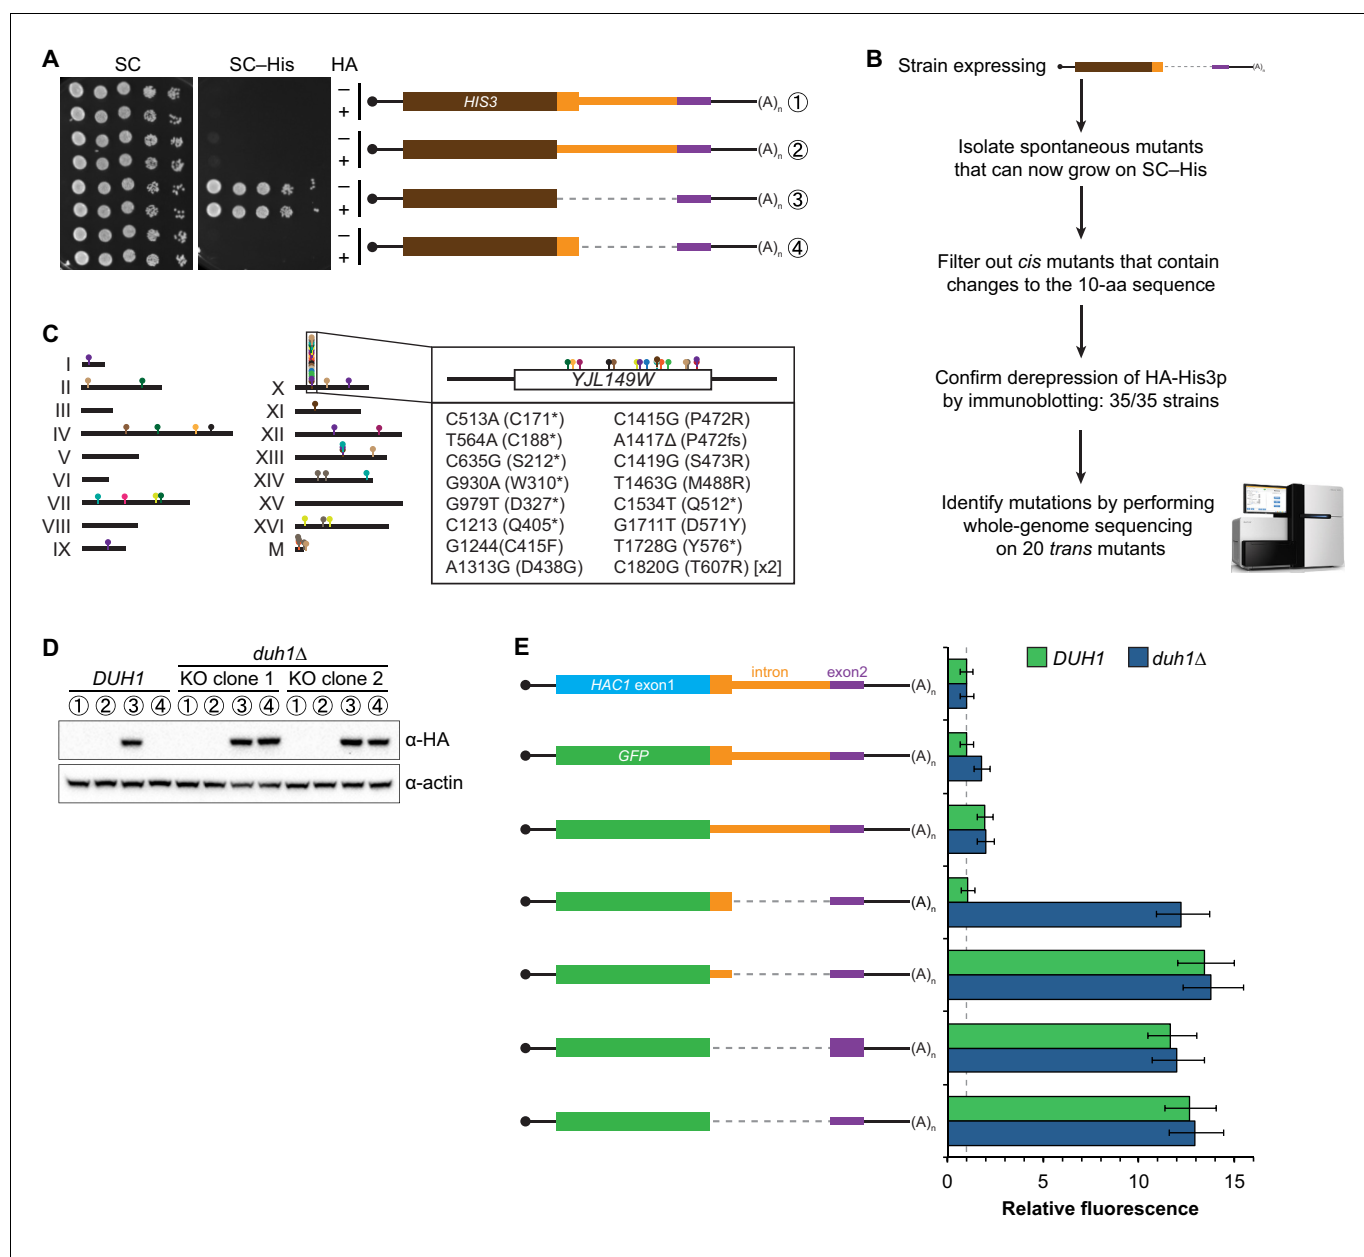 A
SC
SC–His
HA
–
+
HIS3
(A)n ①
–
+
(A)n ②
–
+
(A)n ③
–
+
(A)n ④
B
Strain expressing
(A)n
Isolate spontaneous mutants
that can now grow on SC–His
Filter out cis mutants that contain
changes to the 10-aa sequence
Confirm derepression of HA-His3p
by immunoblotting: 35/35 strains
Identify mutations by performing
whole-genome sequencing
on 20 trans mutants
C
I
II
III
IV
V
VI
VII
VIII
IX
X
XI
XII
XIII
XIV
XV
XVI
M
YJL149W
C513A (C171*)
T564A (C188*)
C635G (S212*)
G930A (W310*)
G979T (D327*)
C1213 (Q405*)
G1244(C415F)
A1313G (D438G)
C1415G (P472R)
A1417Δ (P472fs)
C1419G (S473R)
T1463G (M488R)
C1534T (Q512*)
G1711T (D571Y)
T1728G (Y576*)
C1820G (T607R) [x2]
D
duh1Δ
DUH1 KO clone 1 KO clone 2
① ② ③ ④ ① ② ③ ④ ① ② ③ ④
α-HA
α-actin
E
DUH1 duh1Δ
HAC1 exon1 intron exon2
(A)n
GFP
(A)n
(A)n
(A)n
(A)n
(A)n
(A)n
0 5 10 15
Relative fluorescence